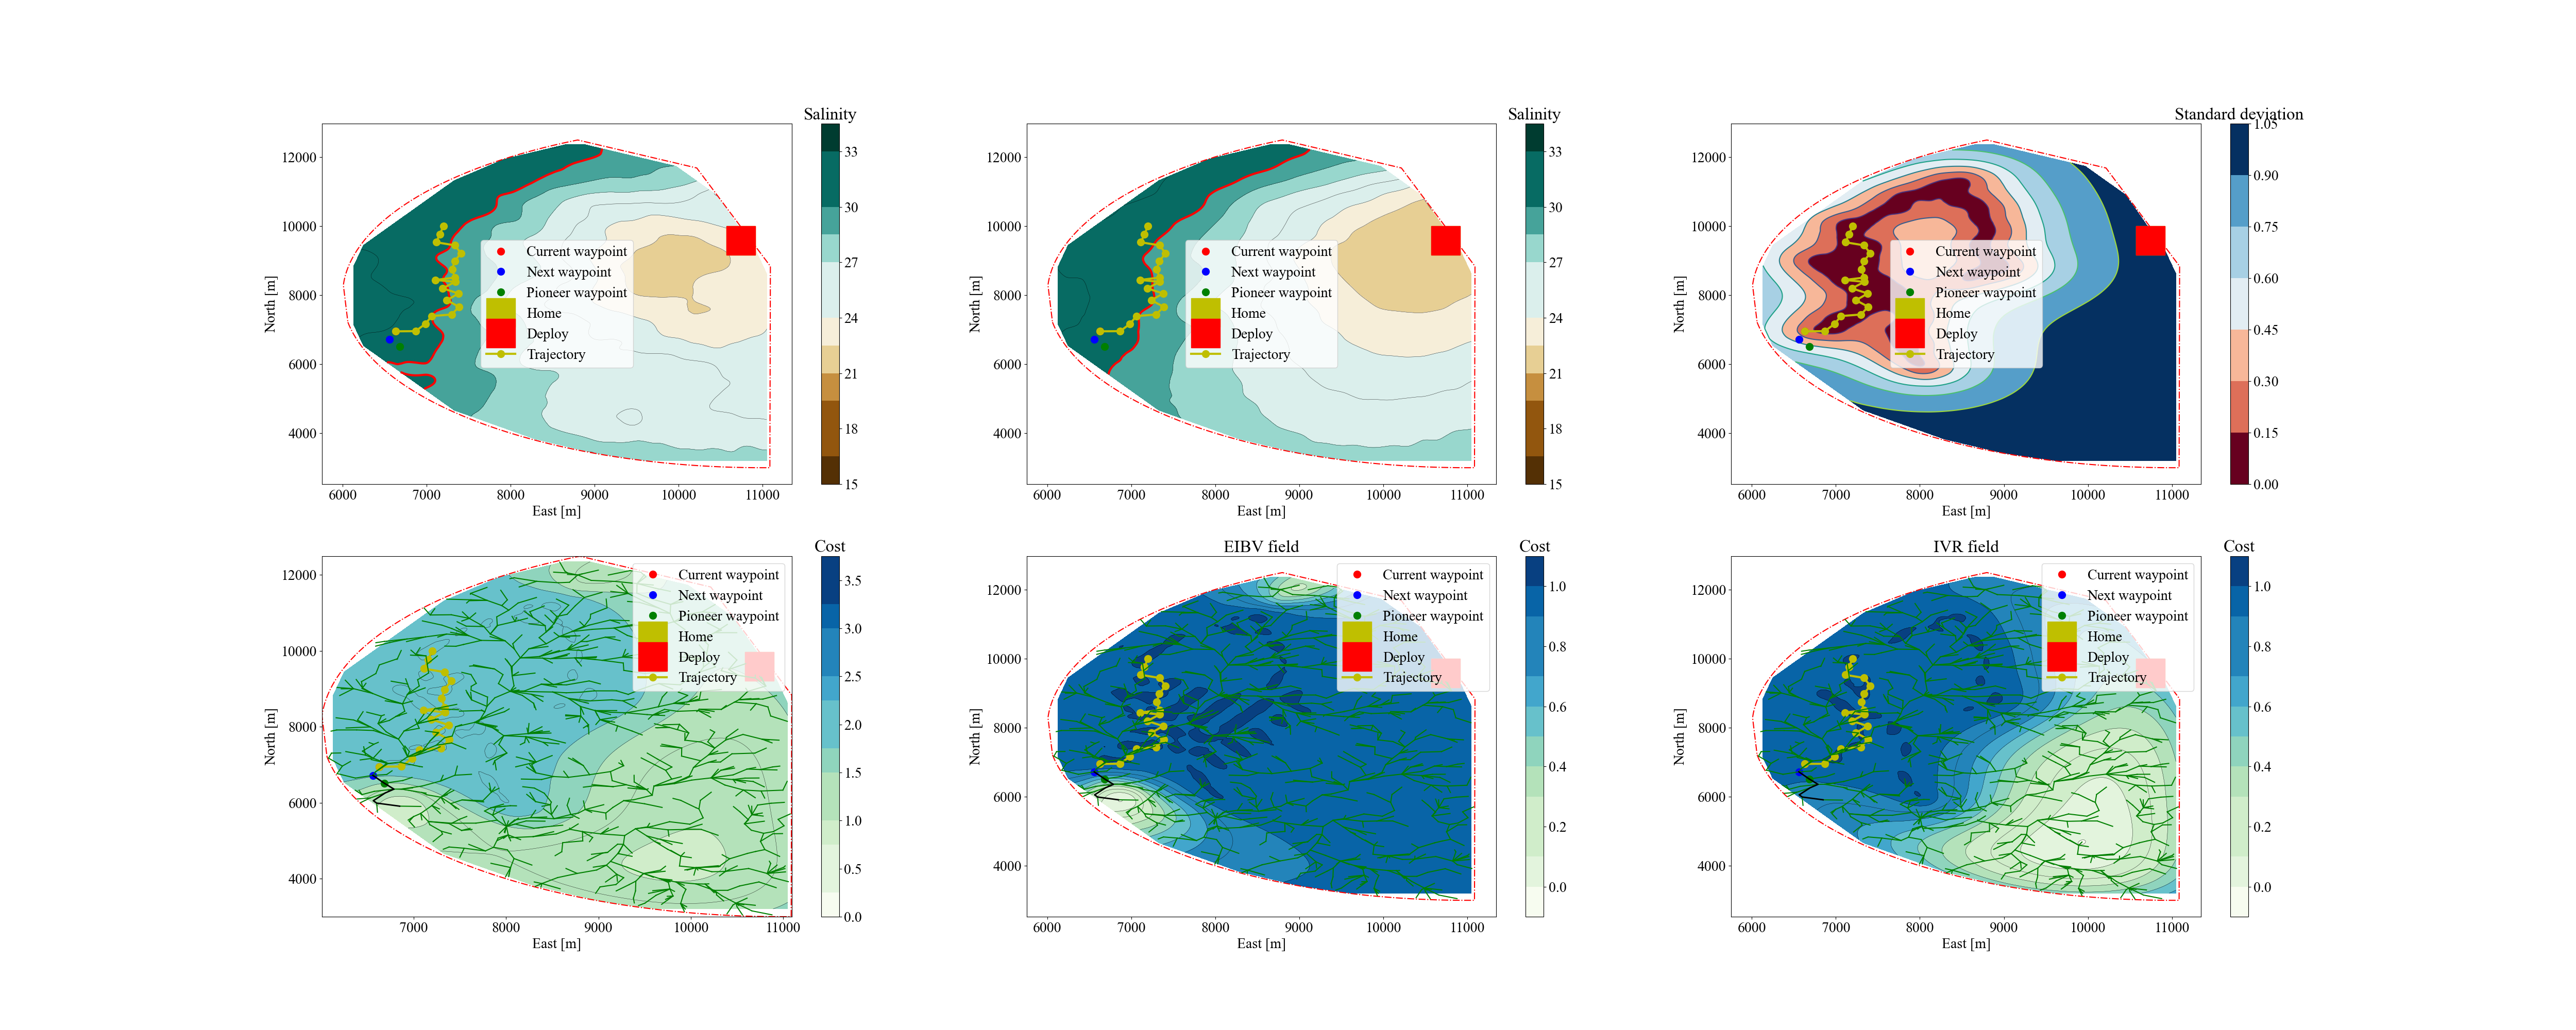 Salinity
12000
10000
8000
6000
4000
North [m]
6000 7000 8000 9000 10000 11000
East [m]
33
30
27
24
21
18
15
Current waypoint
Next waypoint
Pioneer waypoint
Home
Deploy
Trajectory
Salinity
12000
10000
8000
6000
4000
North [m]
6000 7000 8000 9000 10000 11000
East [m]
33
30
27
24
21
18
15
Current waypoint
Next waypoint
Pioneer waypoint
Home
Deploy
Trajectory
Standard deviation
12000
10000
8000
6000
4000
North [m]
6000 7000 8000 9000 10000 11000
East [m]
1.05
0.90
0.75
0.60
0.45
0.30
0.15
0.00
Current waypoint
Next waypoint
Pioneer waypoint
Home
Deploy
Trajectory
Cost
12000
10000
8000
6000
4000
North [m]
7000 8000 9000 10000 11000
East [m]
3.5
3.0
2.5
2.0
1.5
1.0
0.5
0.0
Current waypoint
Next waypoint
Pioneer waypoint
Home
Deploy
Trajectory
EIBV field
Cost
12000
10000
8000
6000
4000
North [m]
6000 7000 8000 9000 10000 11000
East [m]
1.0
0.8
0.6
0.4
0.2
0.0
Current waypoint
Next waypoint
Pioneer waypoint
Home
Deploy
Trajectory
IVR field
Cost
12000
10000
8000
6000
4000
North [m]
6000 7000 8000 9000 10000 11000
East [m]
1.0
0.8
0.6
0.4
0.2
0.0
Current waypoint
Next waypoint
Pioneer waypoint
Home
Deploy
Trajectory